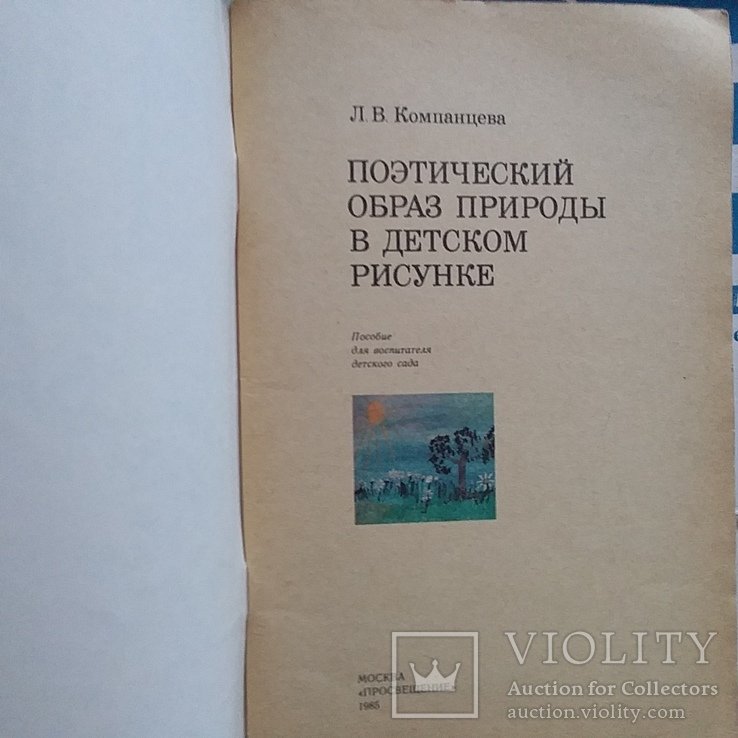 Л. В. Компанцева
ПОЭТИЧЕСКИЙ
ОБРАЗ ПРИРОДЫ
В ДЕТСКОМ
РИСУНКЕ
Пособие
для воспитателя
детского сада
МОСКВА
«ПРОСВЕЩЕНИЕ»
1985
VIOLITY
Auction for Collectors
auction.violity.com